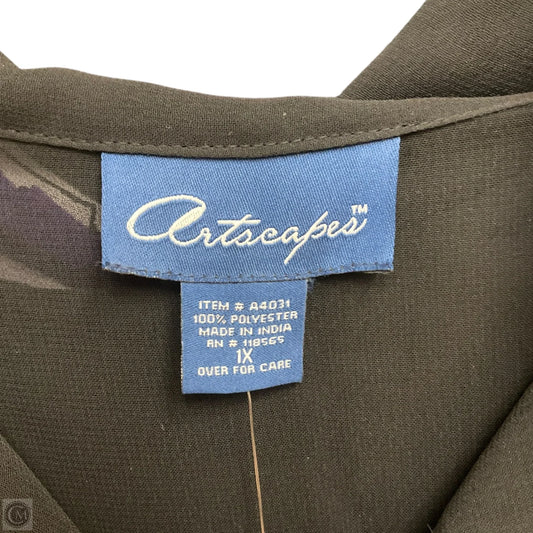 Artscapes™
ITEM # A4031
100% POLYESTER
MADE IN INDIA
RN # 118565
1X
OVER FOR CARE